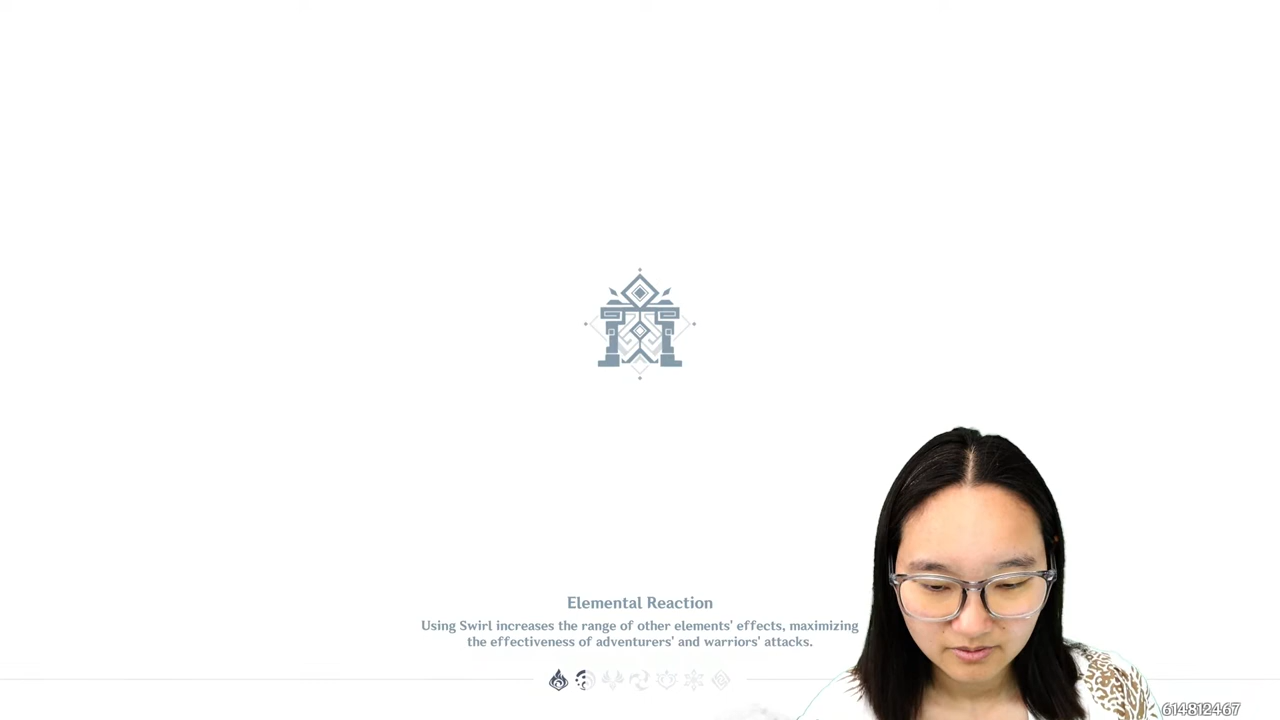 Elemental Reaction
Using Swirl increases the range of other elements' effects, maximizing
the effectiveness of adventurers' and warriors' attacks.
614812467